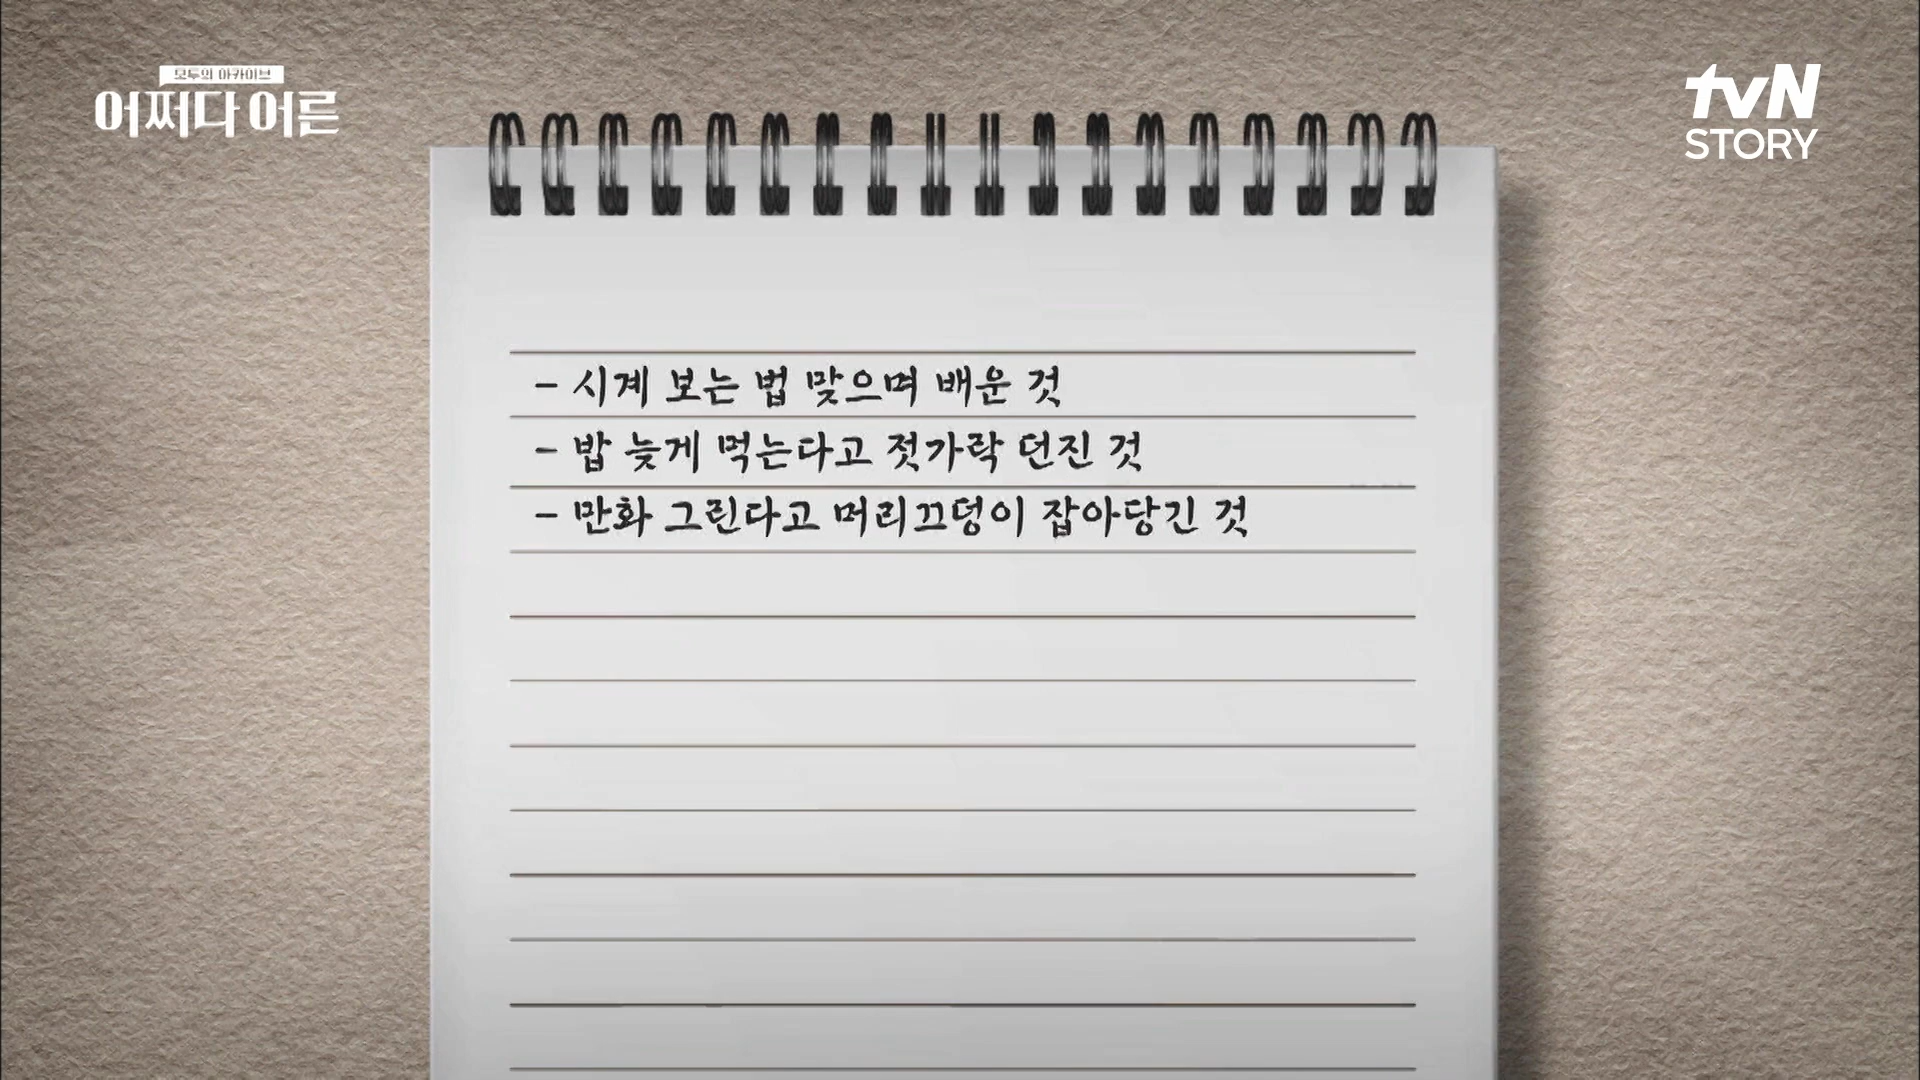 모두의 아카이브
어쩌다 어른
tvN
STORY
- 시계 보는 법 맞으며 배운 것
- 밥 늦게 먹는다고 젓가락 던진 것
- 만화 그린다고 머리끄덩이 잡아당긴 것